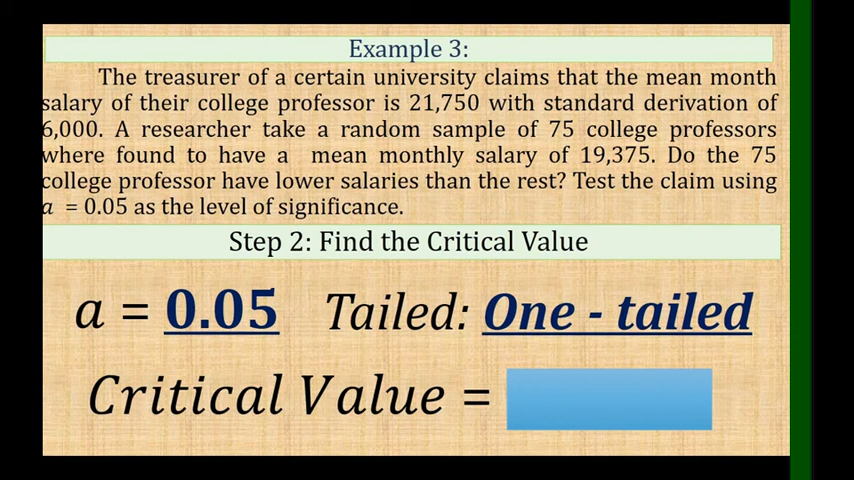 Example 3:
The treasurer of a certain university claims that the mean month
salary of their college professor is 21,750 with standard derivation of
6,000. A researcher take a random sample of 75 college professors
where found to have a mean monthly salary of 19,375. Do the 75
college professor have lower salaries than the rest? Test the claim using
a = 0.05 as the level of significance.
Step 2: Find the Critical Value
a = 0.05 Tailed: One - tailed
Critical Value =